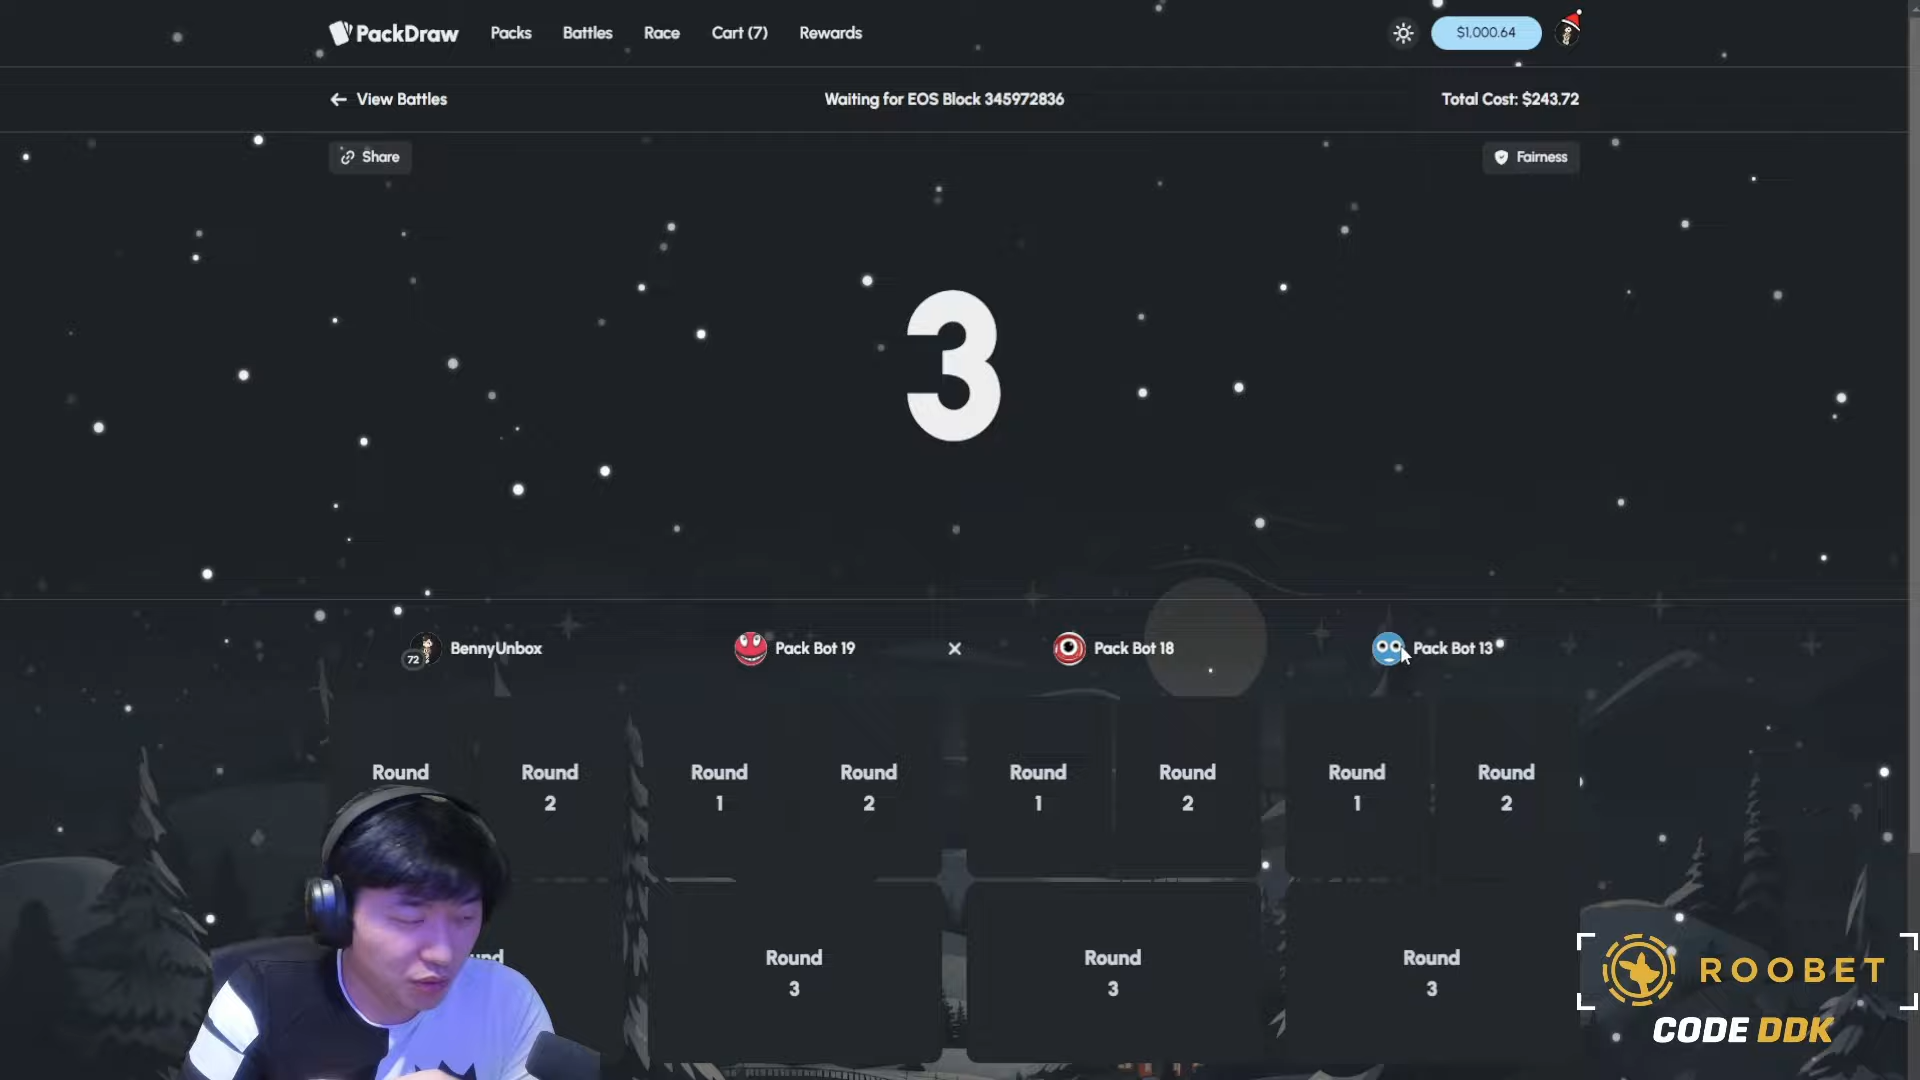 PackDraw Packs Battles Race Cart (7) Rewards $1,000.64
View Battles Waiting for EOS Block 345972836 Total Cost: $243.72
Share Fairness
3
72 BennyUnbox Pack Bot 19 Pack Bot 18 Pack Bot 13
Round Round Round Round Round Round Round Round
2 1 2 1 2 1 2
Round Round Round
3 3 3
ROOBET
CODE DDK